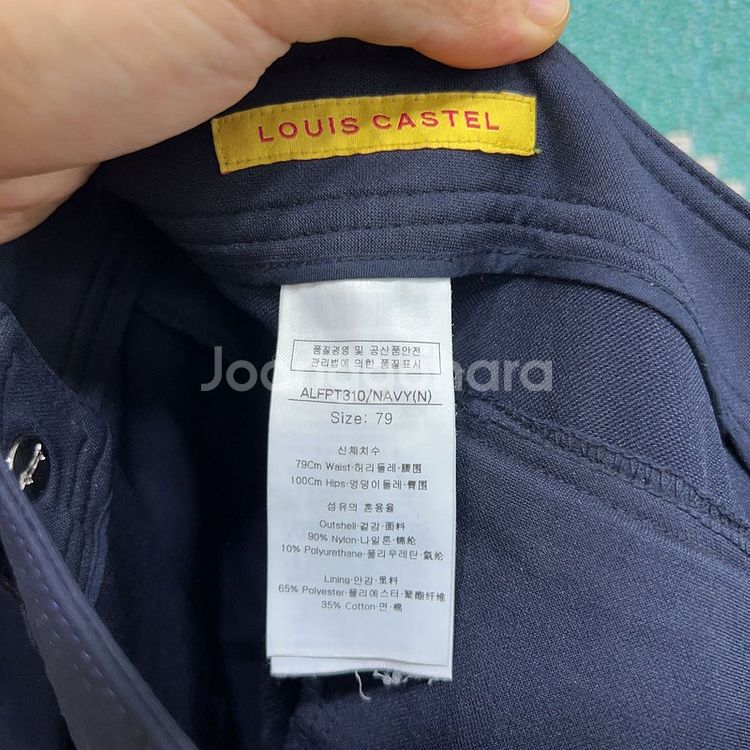 LOUIS CASTEL
품질경영 및 공산품안전
관리법에 의한 품질표시
Joonggonara
ALFPT310/NAVY(N)
Size: 79
신체치수
79Cm Waist·허리둘레·腰围
100Cm Hips·엉덩이둘레·臀围
섬유의 혼용율
Outshell·겉감·面料
90% Nylon·나일론·锦纶
10% Polyurethane·폴리우레탄·氨纶
Lining·안감·里料
65% Polyester·폴리에스터·聚酯纤维
35% Cotton·면·棉